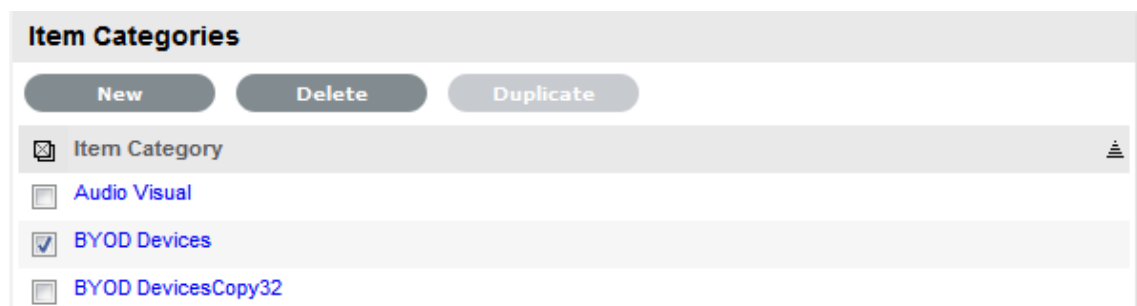 Item Categories
New Delete Duplicate
Item Category
Audio Visual
BYOD Devices
BYOD DevicesCopy32